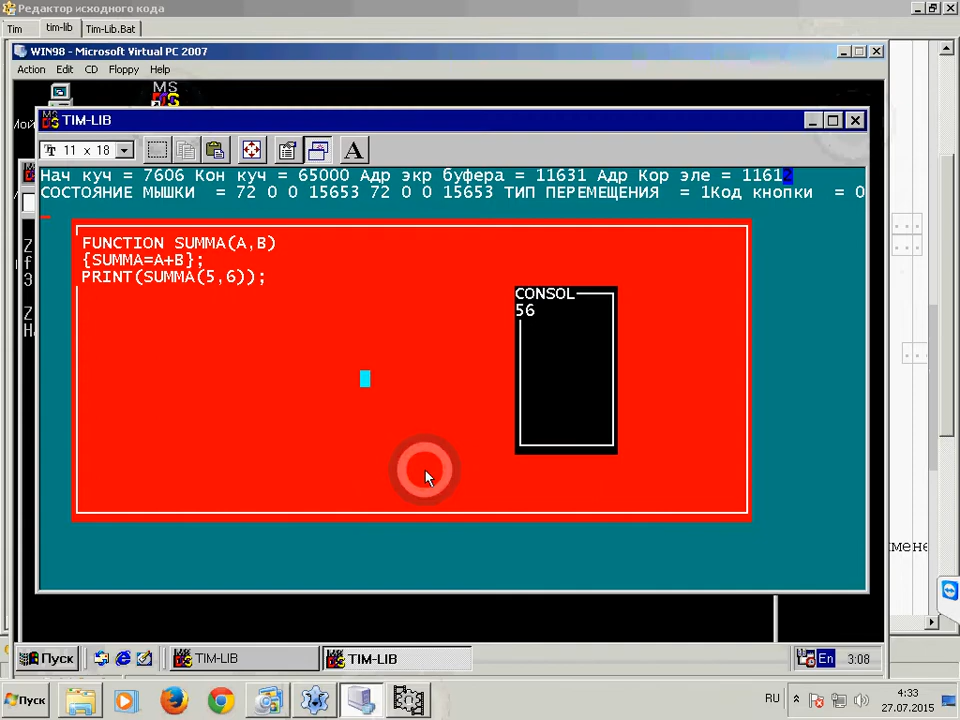 Редактор исходного кода
Tim tim-lib Tim-Lib.Bat
WIN98 - Microsoft Virtual PC 2007
Action Edit CD Floppy Help
MS
TIM-LIB
11 x 18
A
Нач куч = 7606 Кон куч = 65000 Адр экр буфера = 11631 Адр Кор эле = 11612
СОСТОЯНИЕ МЫШКИ = 72 0 0 15653 72 0 0 15653 ТИП ПЕРЕМЕЩЕНИЯ = 1Код кнопки = 0
FUNCTION SUMMA(A,B)
{SUMMA=A+B};
PRINT(SUMMA(5,6));
CONSOL
56
Пуск TIM-LIB TIM-LIB En 3:08
Пуск RU 4:33
27.07.2015